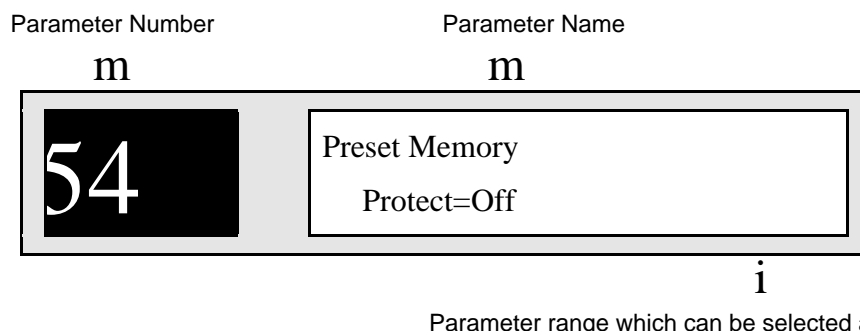 Parameter Number Parameter Name
m m
54
Preset Memory
Protect=Off
i
Parameter range which can be selected a